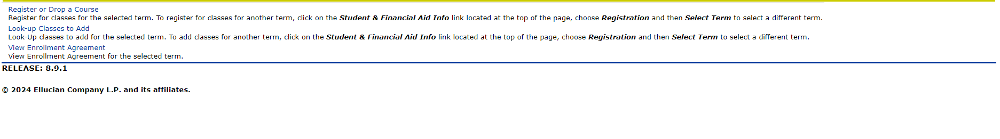 Register or Drop a Course
Register for classes for the selected term. To register for classes for another term, click on the Student & Financial Aid Info link located at the top of the page, choose Registration and then Select Term to select a different term.
Look-up Classes to Add
Look-Up classes to add for the selected term. To add classes for another term, click on the Student & Financial Aid Info link located at the top of the page, choose Registration and then Select Term to select a different term.
View Enrollment Agreement
View Enrollment Agreement for the selected term.
RELEASE: 8.9.1
© 2024 Ellucian Company L.P. and its affiliates.